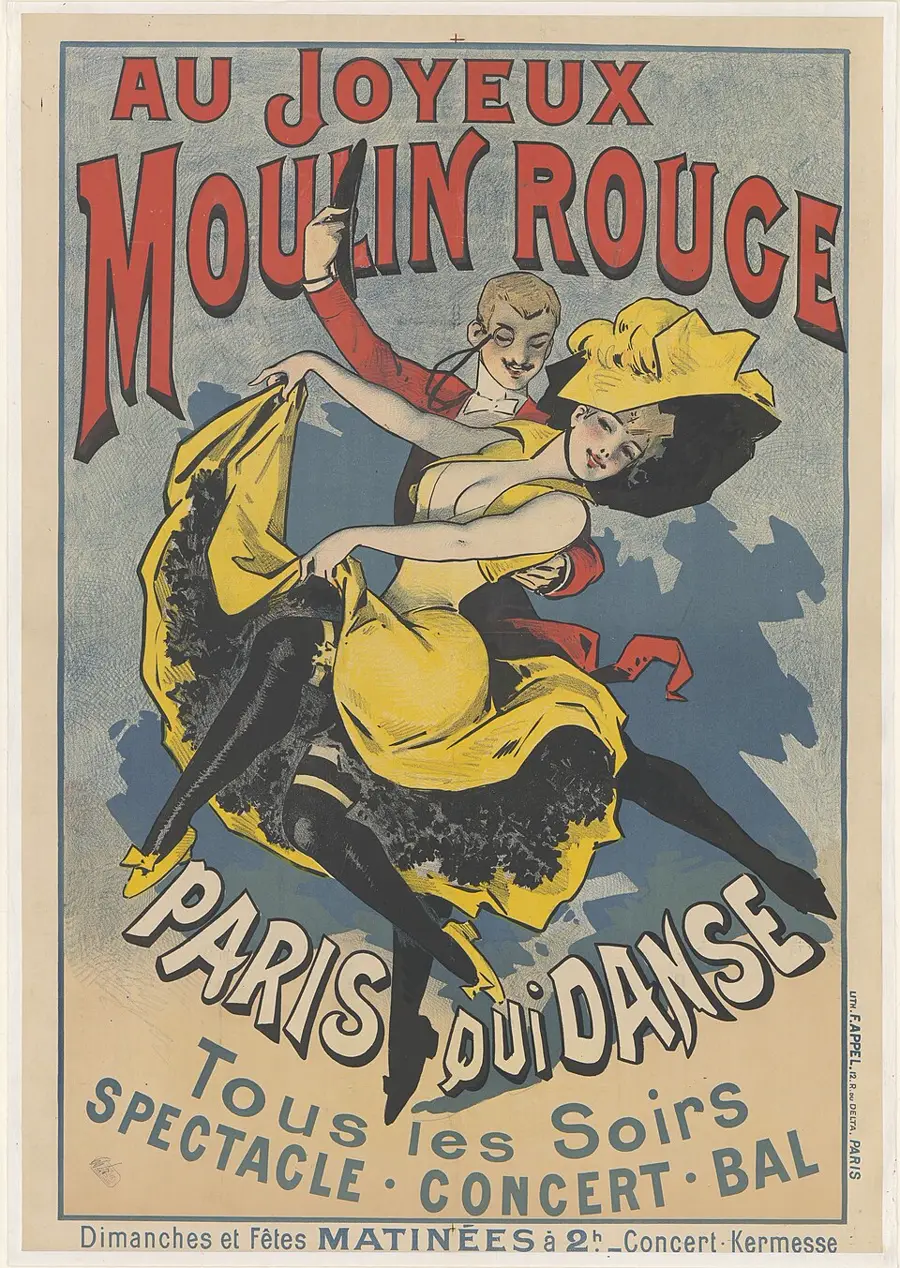 AU JOYEUX
MOULIN ROUGE
PARIS QUI DANSE
Tous les Soirs
SPECTACLE · CONCERT · BAL
Dimanches et Fêtes MATINÉES à 2h_Concert·Kermesse
LITH. F. APPEL, 12, R. DU DELTA. PARIS